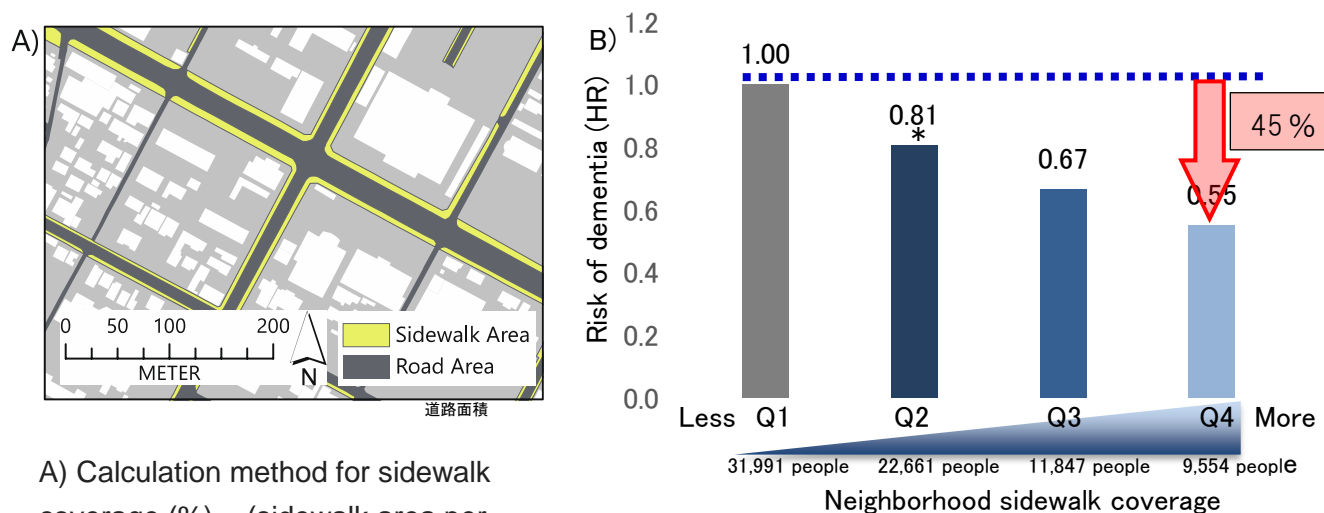 A)
0 50 100 200
METER
N
Sidewalk Area
Road Area
道路面積
A) Calculation method for sidewalk
B)
Risk of dementia (HR)
1.2
1.0
0.8
0.6
0.4
0.2
0.0
1.00
0.81
*
0.67
0.55
45%
Less Q1 Q2 Q3 Q4 More
31,991 people 22,661 people 11,847 people 9,554 people
Neighborhood sidewalk coverage